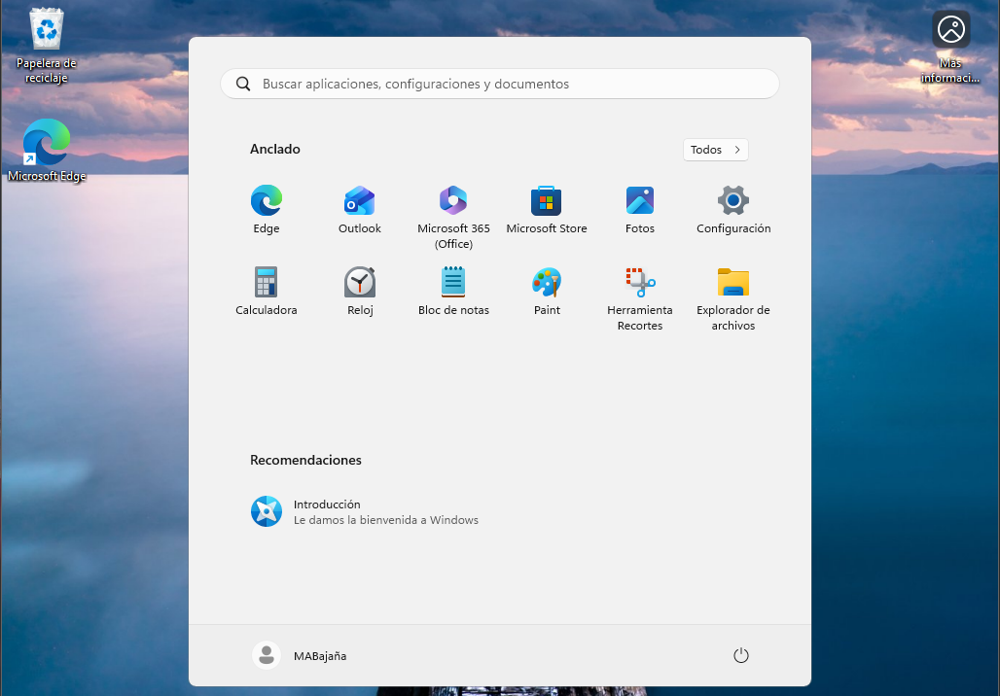 Papelera de
reciclaje
Microsoft Edge
Más
informaci...
Buscar aplicaciones, configuraciones y documentos
Anclado
Todos
Edge
Outlook
Microsoft 365
(Office)
Microsoft Store
Fotos
Configuración
Calculadora
Reloj
Bloc de notas
Paint
Herramienta
Recortes
Explorador de
archivos
Recomendaciones
Introducción
Le damos la bienvenida a Windows
MABajaña